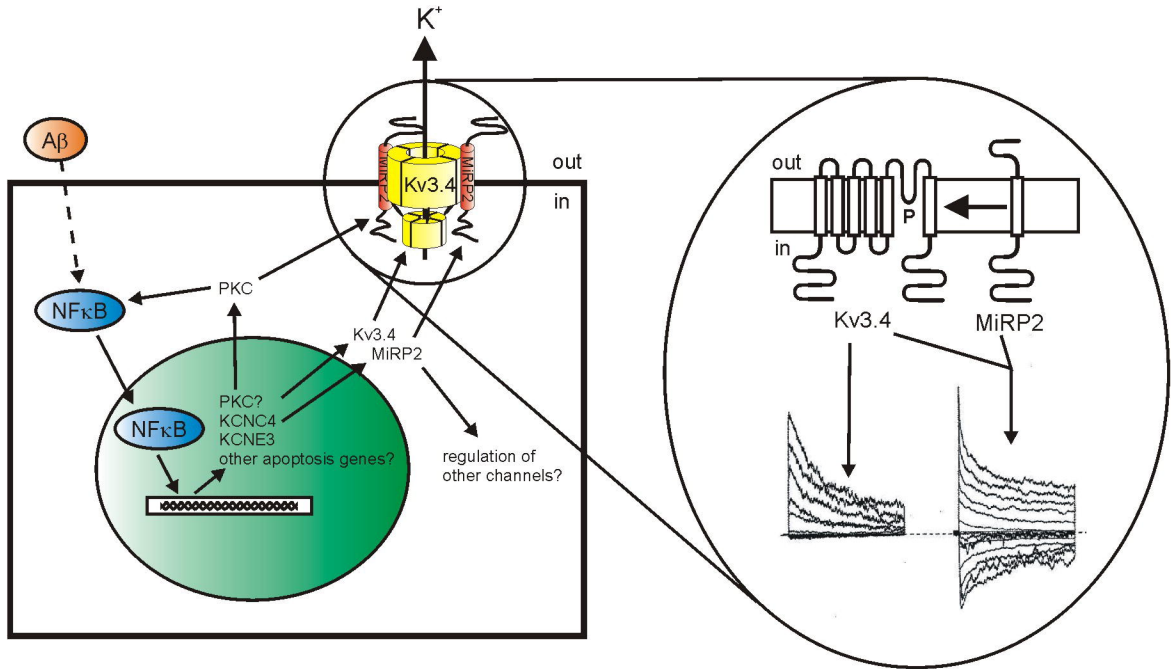 K+
Aβ
out
in
MiRP2
Kv3.4
MiRP2
PKC
NFκB
Kv3.4
MiRP2
PKC?
KCNC4
KCNE3
other apoptosis genes?
NFκB
regulation of
other channels?
out
in
P
Kv3.4
MiRP2